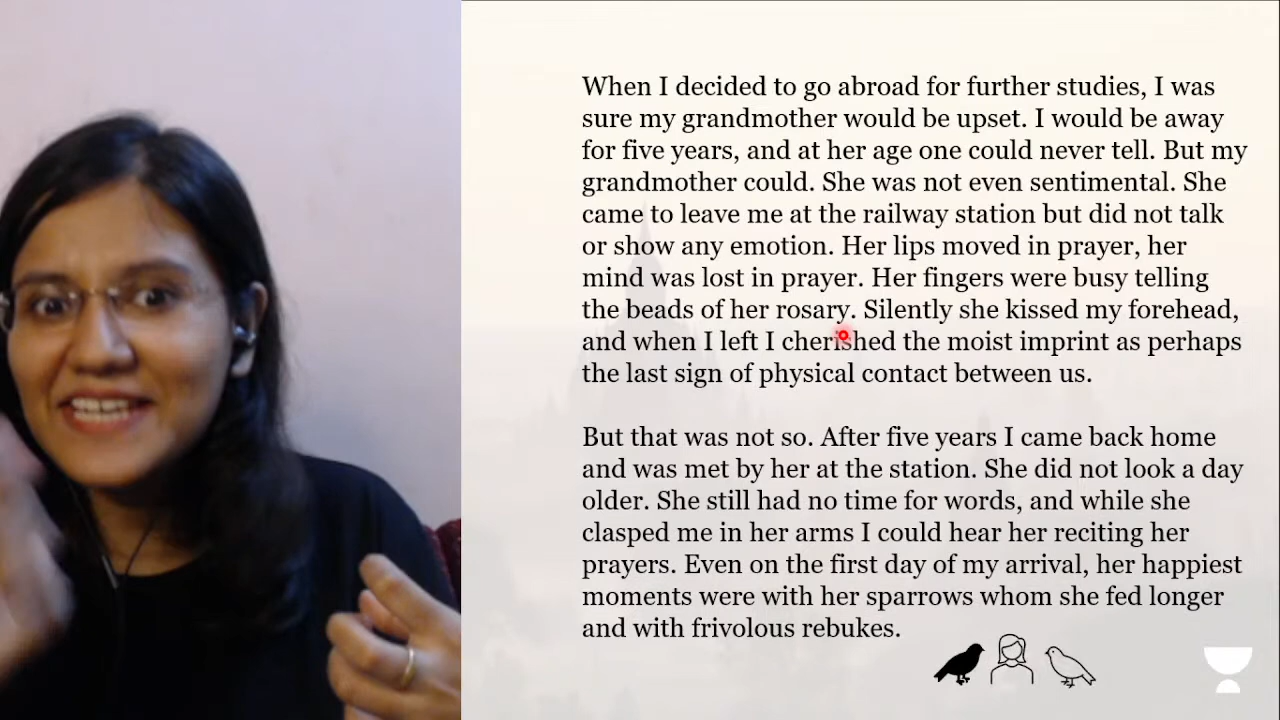 When I decided to go abroad for further studies, I was
sure my grandmother would be upset. I would be away
for five years, and at her age one could never tell. But my
grandmother could. She was not even sentimental. She
came to leave me at the railway station but did not talk
or show any emotion. Her lips moved in prayer, her
mind was lost in prayer. Her fingers were busy telling
the beads of her rosary. Silently she kissed my forehead,
and when I left I cherished the moist imprint as perhaps
the last sign of physical contact between us.
But that was not so. After five years I came back home
and was met by her at the station. She did not look a day
older. She still had no time for words, and while she
clasped me in her arms I could hear her reciting her
prayers. Even on the first day of my arrival, her happiest
moments were with her sparrows whom she fed longer
and with frivolous rebukes.